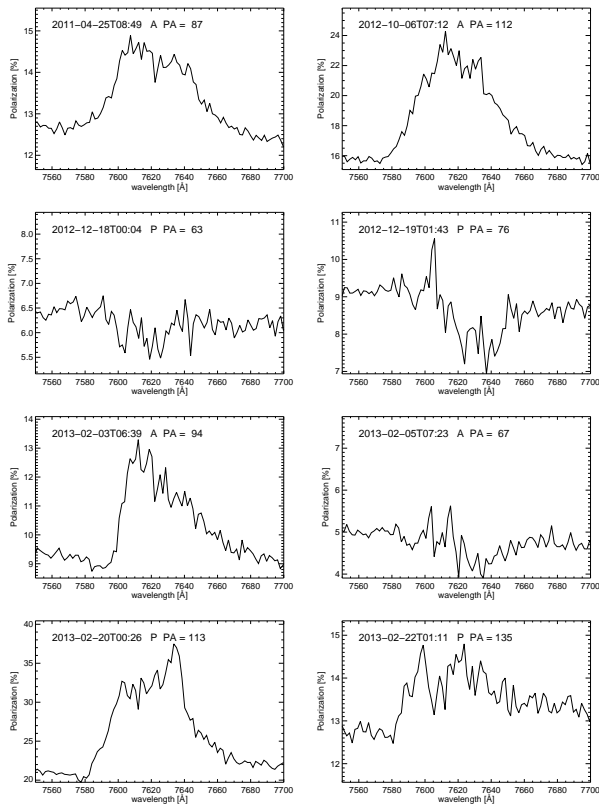 2011-04-25T08:49 A PA = 87
Polarization [%]
15
14
13
12
7560 7580 7600 7620 7640 7660 7680 7700
wavelength [Å]
2012-10-06T07:12 A PA = 112
Polarization [%]
24
22
20
18
16
7560 7580 7600 7620 7640 7660 7680 7700
wavelength [Å]
2012-12-18T00:04 P PA = 63
Polarization [%]
8.0
7.5
7.0
6.5
6.0
5.5
7560 7580 7600 7620 7640 7660 7680 7700
wavelength [Å]
2012-12-19T01:43 P PA = 76
Polarization [%]
11
10
9
8
7
7560 7580 7600 7620 7640 7660 7680 7700
wavelength [Å]
2013-02-03T06:39 A PA = 94
Polarization [%]
14
13
12
11
10
9
7560 7580 7600 7620 7640 7660 7680 7700
wavelength [Å]
2013-02-05T07:23 A PA = 67
Polarization [%]
7
6
5
4
7560 7580 7600 7620 7640 7660 7680 7700
wavelength [Å]
2013-02-20T00:26 P PA = 113
Polarization [%]
40
35
30
25
20
7560 7580 7600 7620 7640 7660 7680 7700
wavelength [Å]
2013-02-22T01:11 P PA = 135
Polarization [%]
15
14
13
12
7560 7580 7600 7620 7640 7660 7680 7700
wavelength [Å]